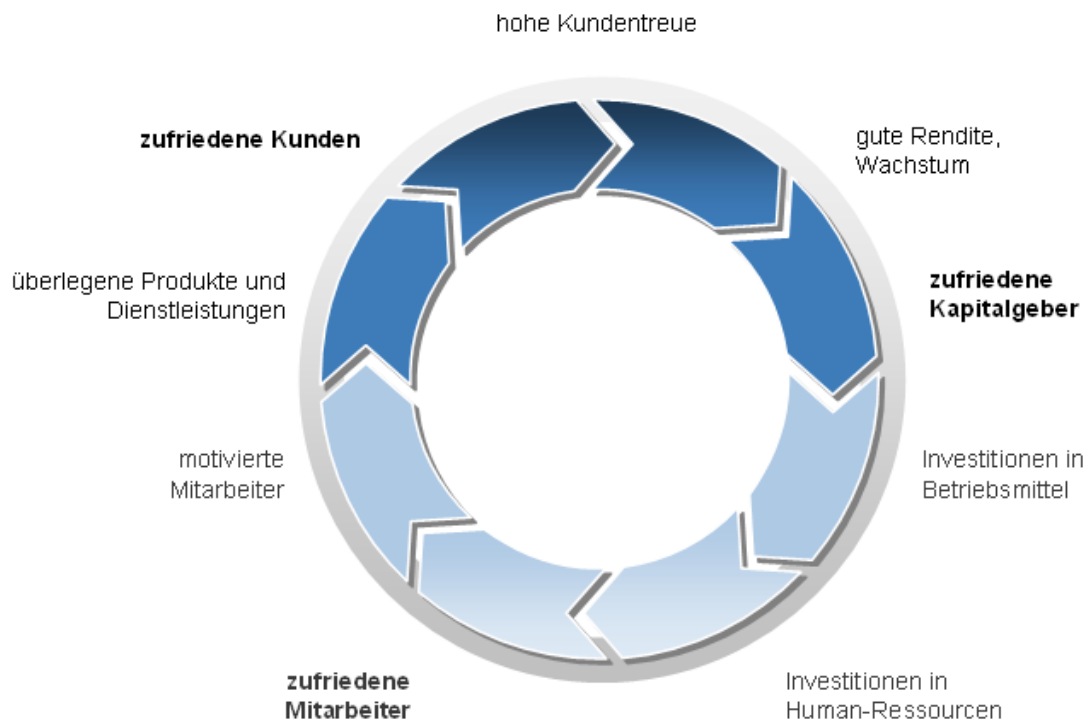 hohe Kundentreue
zufriedene Kunden
gute Rendite,
Wachstum
überlegene Produkte und
Dienstleistungen
zufriedene
Kapitalgeber
motivierte
Mitarbeiter
Investitionen in
Betriebsmittel
zufriedene
Mitarbeiter
Investitionen in
Human-Ressourcen